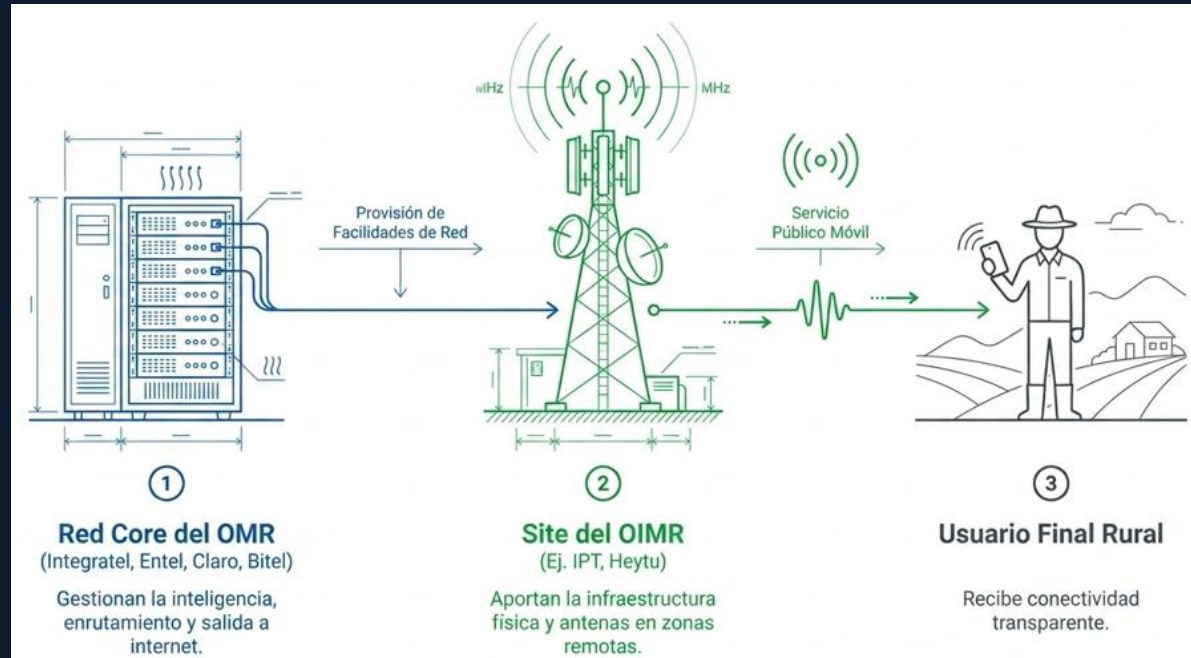 MHz
MHz
Provisión de
Facilidades de Red
Servicio
Público Móvil
1
Red Core del OMR
(Integratel, Entel, Claro, Bitel)
Gestionan la inteligencia,
enrutamiento y salida a
internet.
2
Site del OIMR
(Ej. IPT, Heytu)
Aportan la infraestructura
física y antenas en zonas
remotas.
3
Usuario Final Rural
Recibe conectividad
transparente.